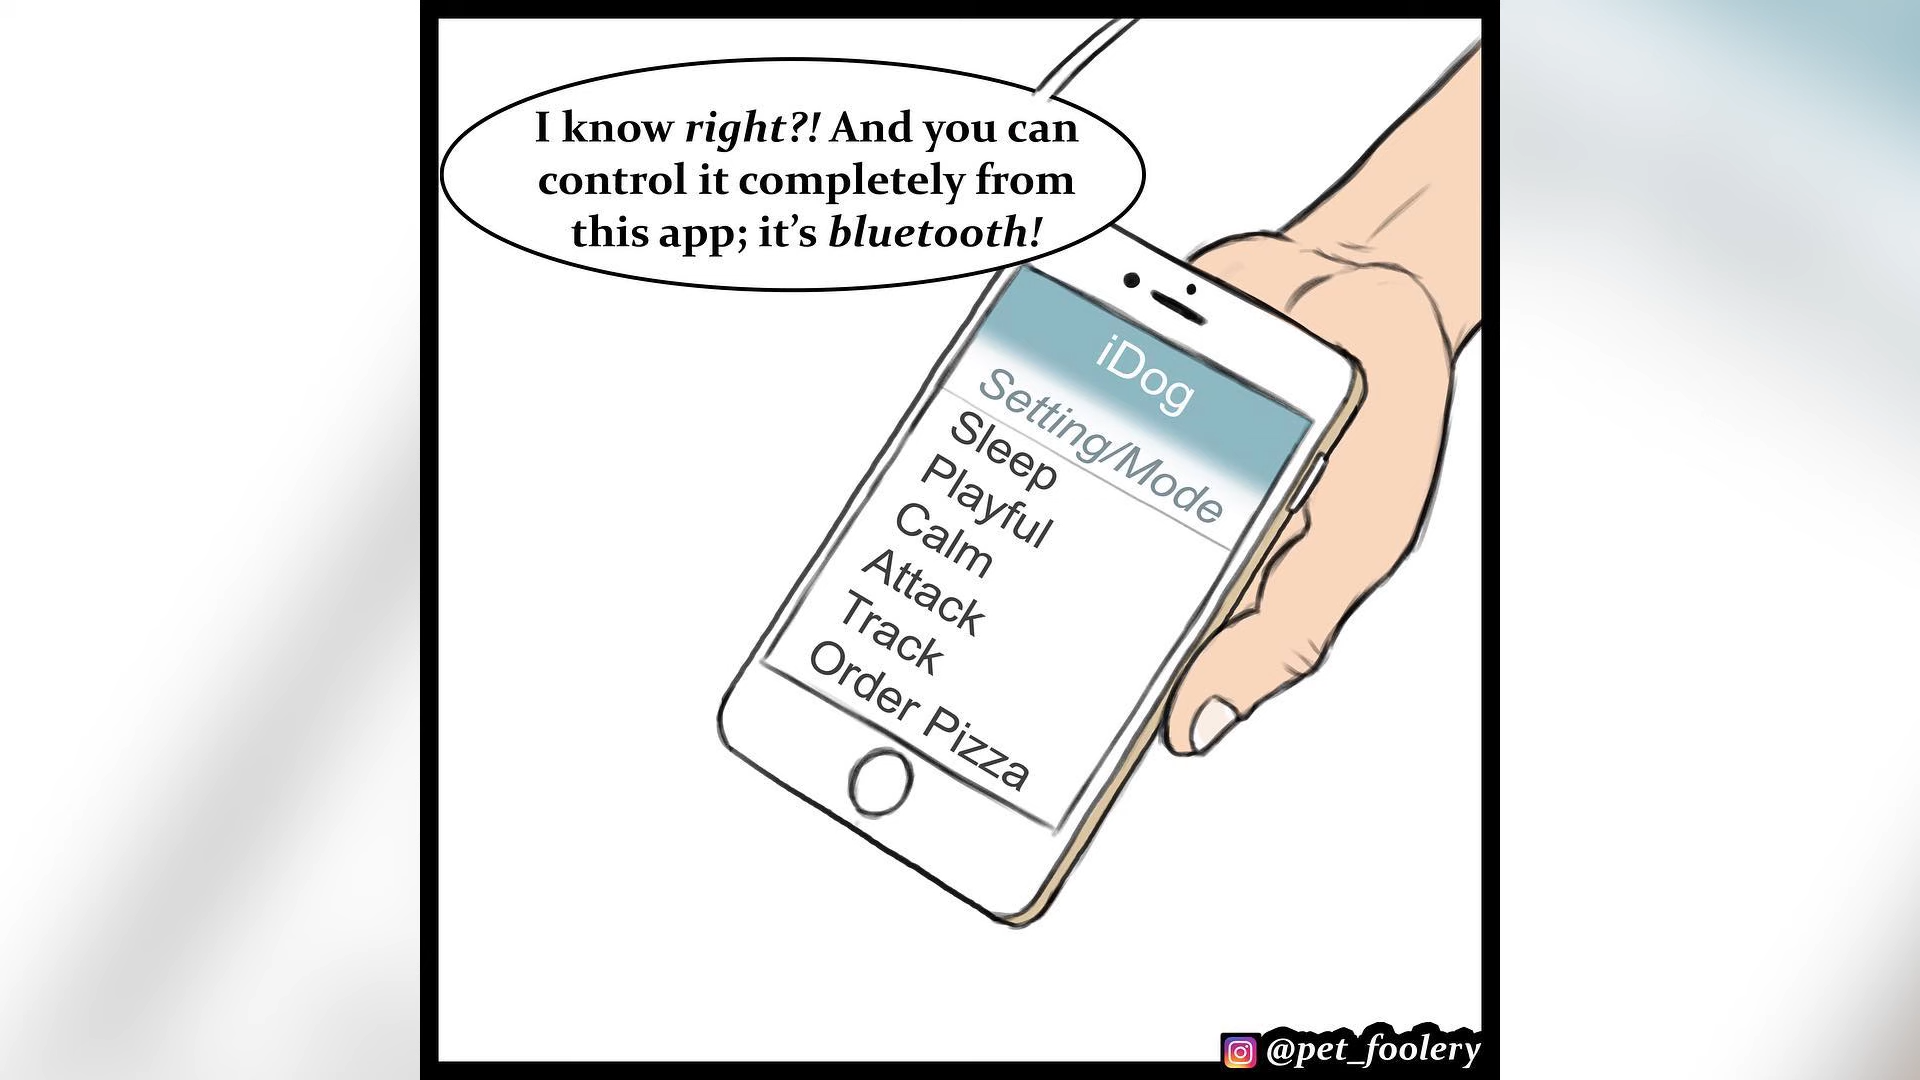 I know right?! And you can
control it completely from
this app; it's bluetooth!
iDog
Setting/Mode
Sleep
Playful
Calm
Attack
Track
Order Pizza
@pet_foolery